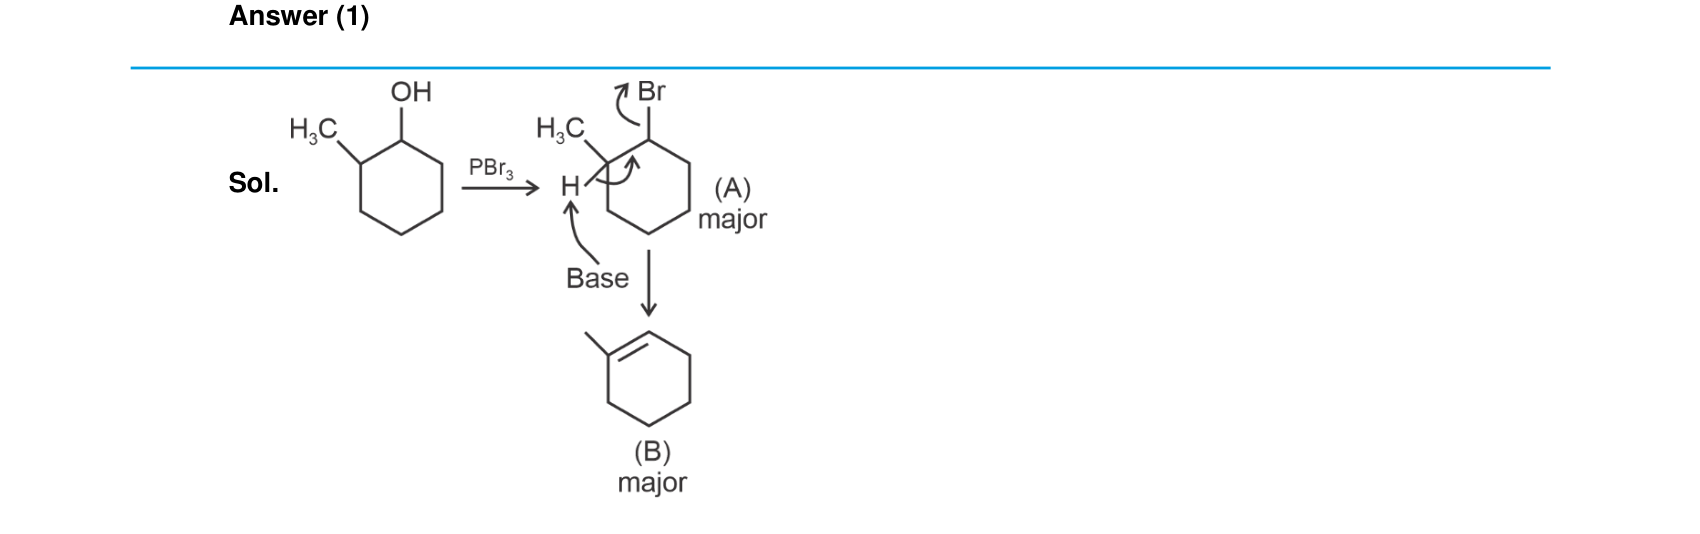 Answer (1)
OH
H₃C
Sol.
PBr₃
Br
H₃C
H
(A)
major
Base
(B)
major